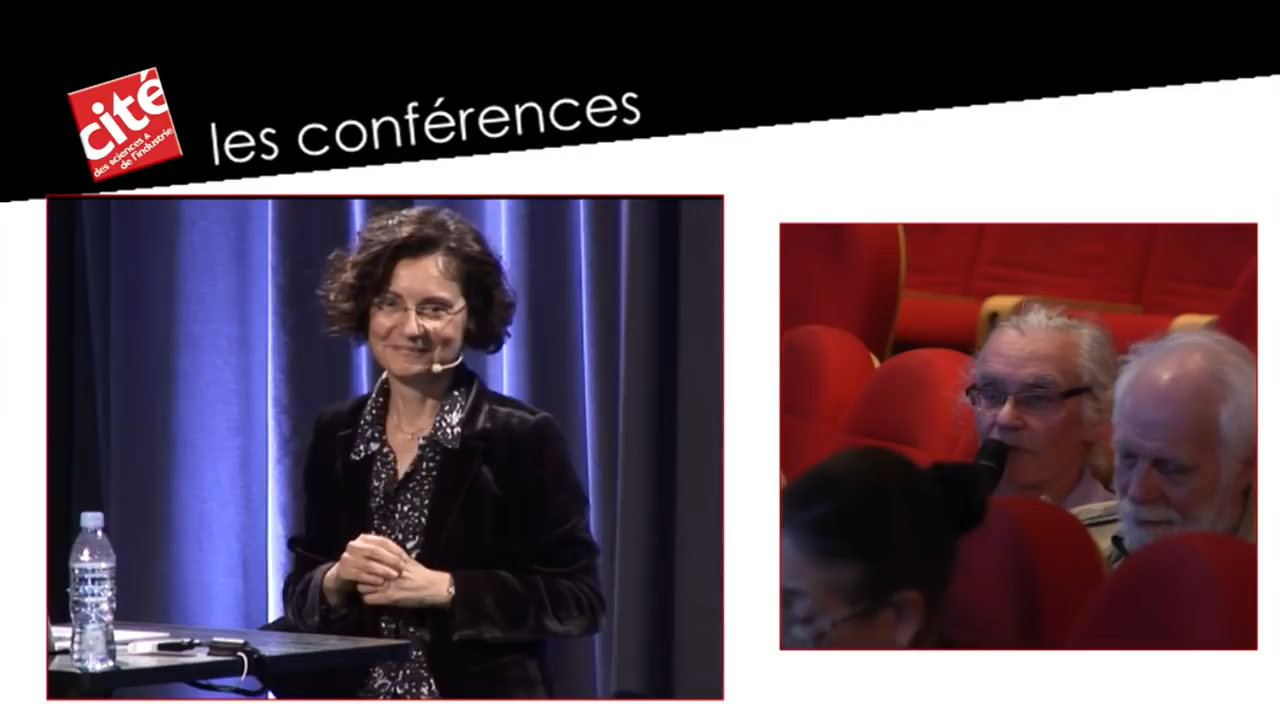 cité
des sciences &
de l'industrie
les conférences